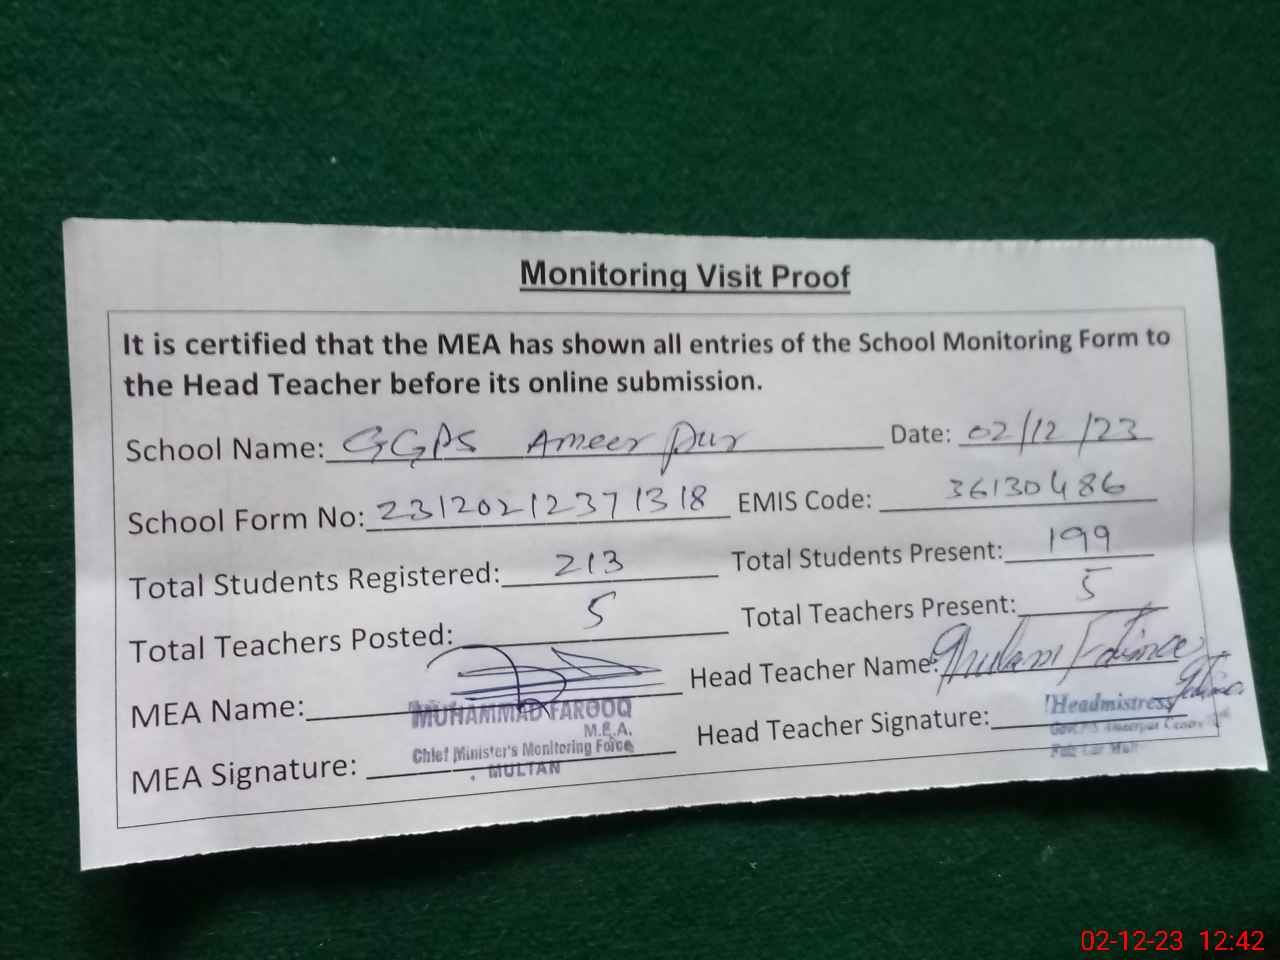 Monitoring Visit Proof
It is certified that the MEA has shown all entries of the School Monitoring Form to
the Head Teacher before its online submission.
School Name: GGPS Ameer Pur Date: 02/12/23
School Form No: 23120212371318 EMIS Code: 36130486
Total Students Registered: 213 Total Students Present: 199
Total Teachers Posted: 5 Total Teachers Present: 5
MEA Name: Head Teacher Name: Ghulam Fatima
MUHAMMAD FAROOQ
M.E.A.
Chief Minister's Monitoring Force
MULTAN
MEA Signature: Head Teacher Signature:
Headmistress
02-12-23 12:42